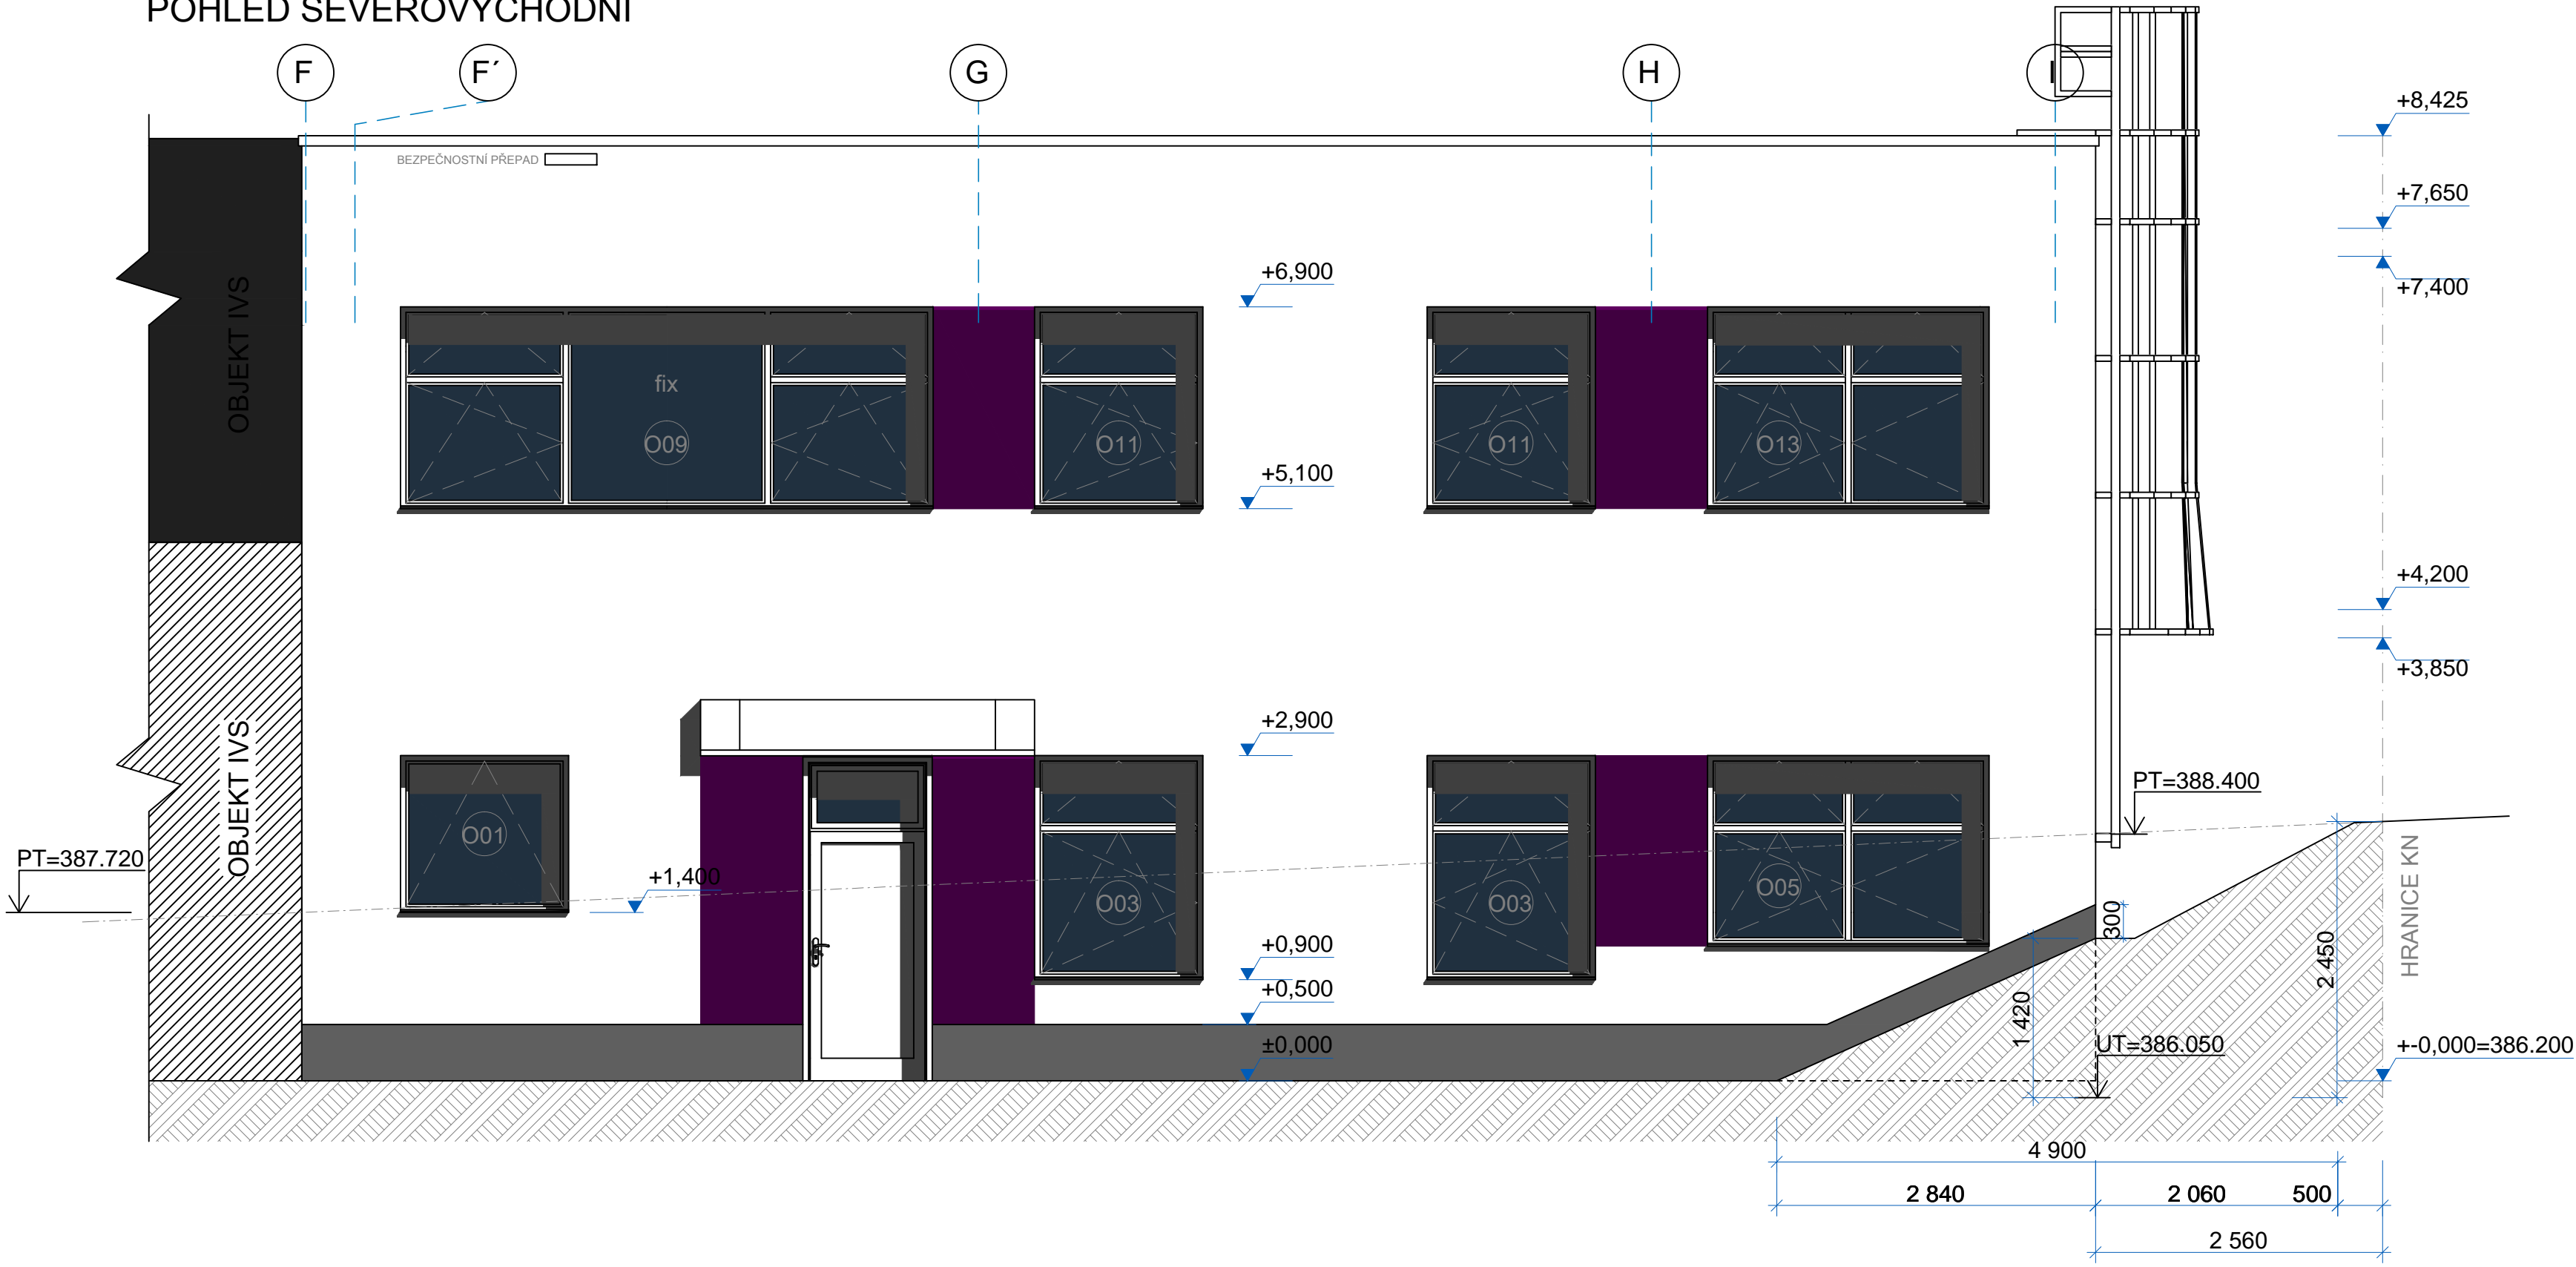 POHLED SEVEROVÝCHODNÍ
F
F´
G
H
I
+8,425
BEZPEČNOSTNÍ PŘEPAD
+7,650
+6,900
+7,400
OBJEKT IVS
fix
O09
O11
O11
O13
+5,100
+4,200
+3,850
+2,900
PT=388.400
OBJEKT IVS
O01
PT=387.720
+1,400
O03
O03
O05
HRANICE KN
300
2 450
+0,900
+0,500
1 420
±0,000
UT=386.050
+-0,000=386.200
4 900
2 840
2 060
500
2 560